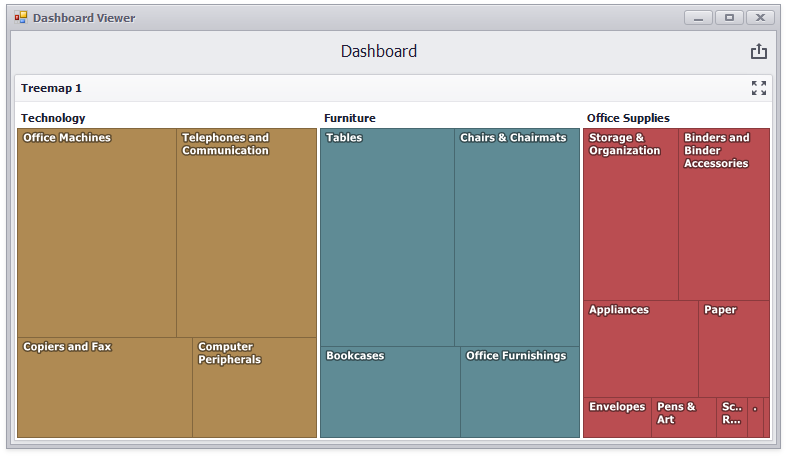 Dashboard Viewer
Dashboard
Treemap 1
Technology
Office Machines
Telephones and
Communication
Copiers and Fax
Computer
Peripherals
Furniture
Tables
Chairs & Chairmats
Bookcases
Office Furnishings
Office Supplies
Storage &
Organization
Binders and
Binder
Accessories
Appliances
Paper
Envelopes
Pens &
Art
Sc..
R...
.